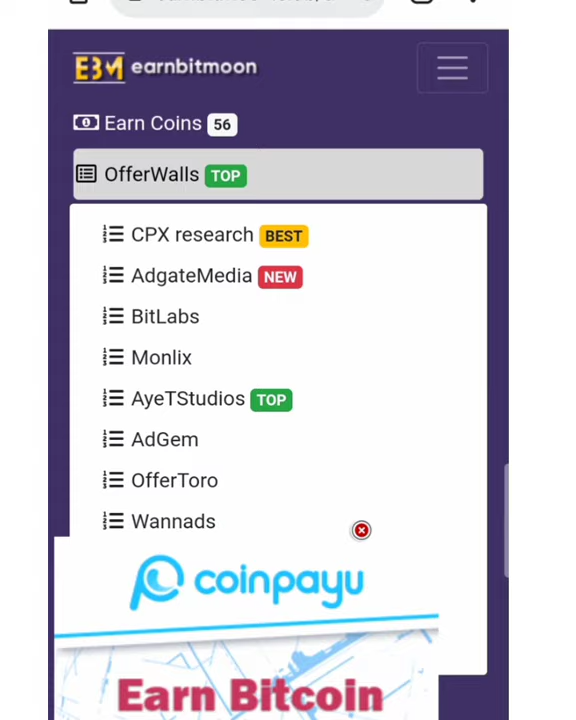 EBM earnbitmoon
Earn Coins 56
OfferWalls TOP
CPX research BEST
AdgateMedia NEW
BitLabs
Monlix
AyeTStudios TOP
AdGem
OfferToro
Wannads
coinpayu
Earn Bitcoin